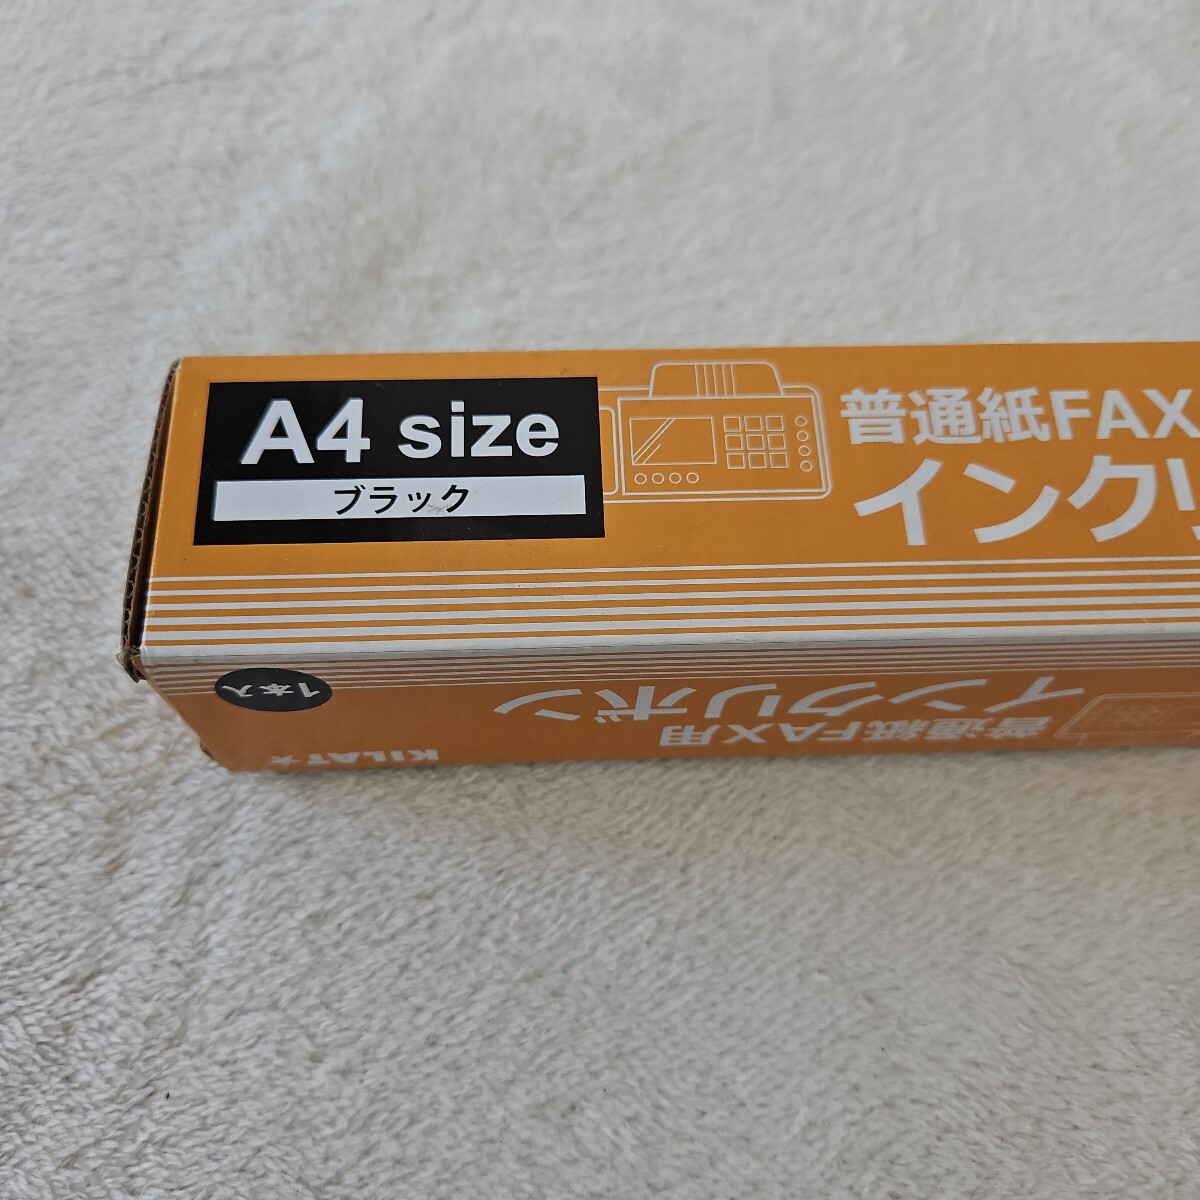 A4 size
ブラック
普通紙FAX
インクリ
1本入
インクリボン
普通紙FAX用
KILAT★